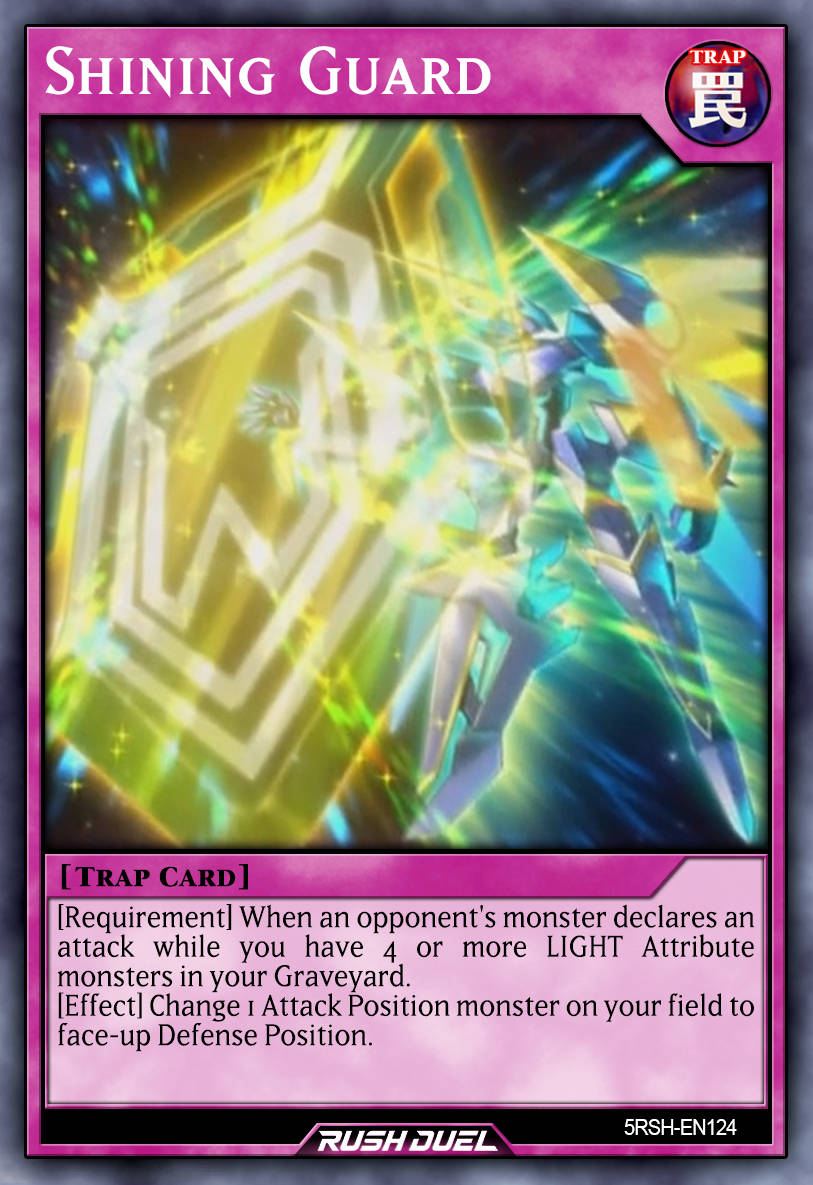 Shining Guard
TRAP
罠
[Trap Card]
[Requirement] When an opponent's monster declares an
attack while you have 4 or more LIGHT Attribute
monsters in your Graveyard.
[Effect] Change 1 Attack Position monster on your field to
face-up Defense Position.
5RSH-EN124
RUSH DUEL